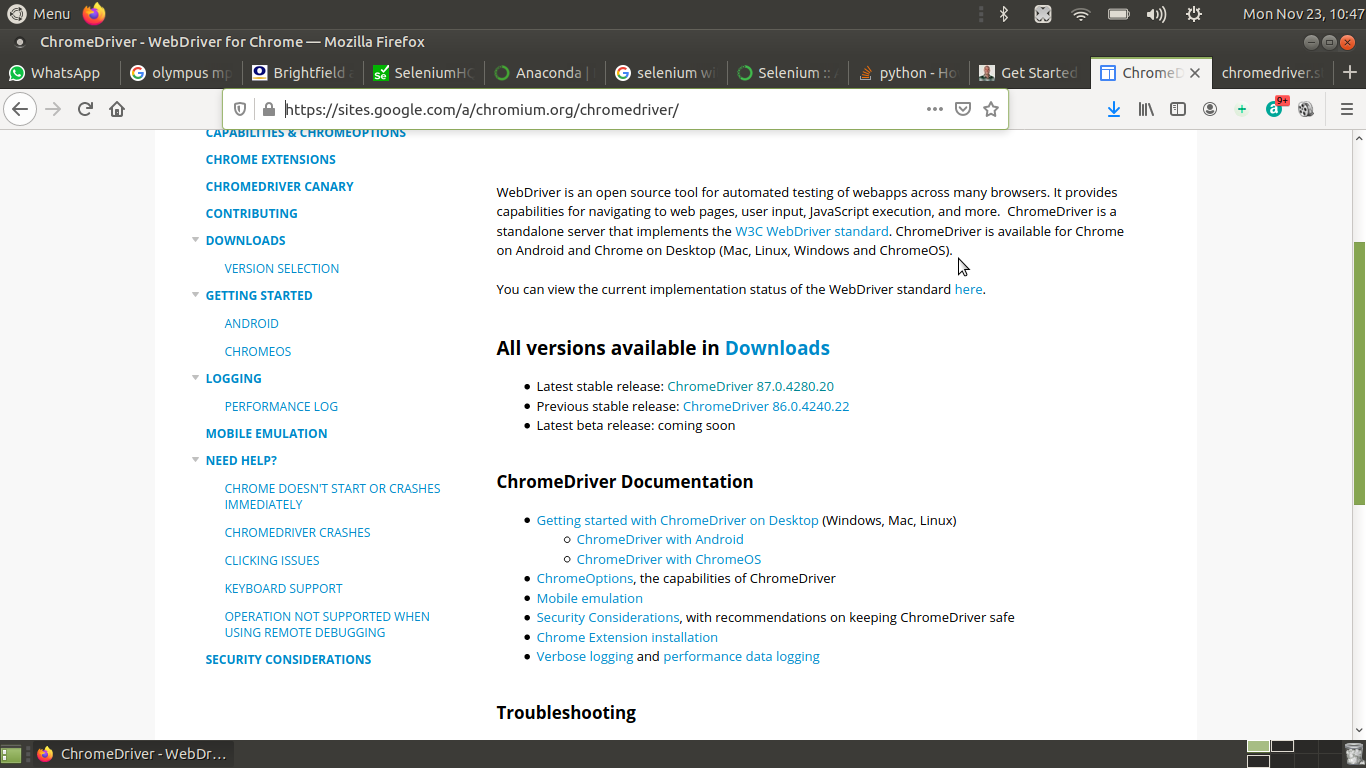 Menu
Mon Nov 23, 10:47
ChromeDriver - WebDriver for Chrome — Mozilla Firefox
WhatsApp
olympus mp
Brightfield
SeleniumHQ
Anaconda |
selenium wi
Selenium ::
python - Ho
Get Started
ChromeD
chromedriver.s
https://sites.google.com/a/chromium.org/chromedriver/
9+
CAPABILITIES & CHROMEOPTIONS
CHROME EXTENSIONS
CHROMEDRIVER CANARY
CONTRIBUTING
DOWNLOADS
VERSION SELECTION
GETTING STARTED
ANDROID
CHROMEOS
LOGGING
PERFORMANCE LOG
MOBILE EMULATION
NEED HELP?
CHROME DOESN'T START OR CRASHES
IMMEDIATELY
CHROMEDRIVER CRASHES
CLICKING ISSUES
KEYBOARD SUPPORT
OPERATION NOT SUPPORTED WHEN
USING REMOTE DEBUGGING
SECURITY CONSIDERATIONS
WebDriver is an open source tool for automated testing of webapps across many browsers. It provides
capabilities for navigating to web pages, user input, JavaScript execution, and more. ChromeDriver is a
standalone server that implements the W3C WebDriver standard. ChromeDriver is available for Chrome
on Android and Chrome on Desktop (Mac, Linux, Windows and ChromeOS).
You can view the current implementation status of the WebDriver standard here.
All versions available in Downloads
Latest stable release: ChromeDriver 87.0.4280.20
Previous stable release: ChromeDriver 86.0.4240.22
Latest beta release: coming soon
ChromeDriver Documentation
Getting started with ChromeDriver on Desktop (Windows, Mac, Linux)
ChromeDriver with Android
ChromeDriver with ChromeOS
ChromeOptions, the capabilities of ChromeDriver
Mobile emulation
Security Considerations, with recommendations on keeping ChromeDriver safe
Chrome Extension installation
Verbose logging and performance data logging
Troubleshooting
ChromeDriver - WebDr...